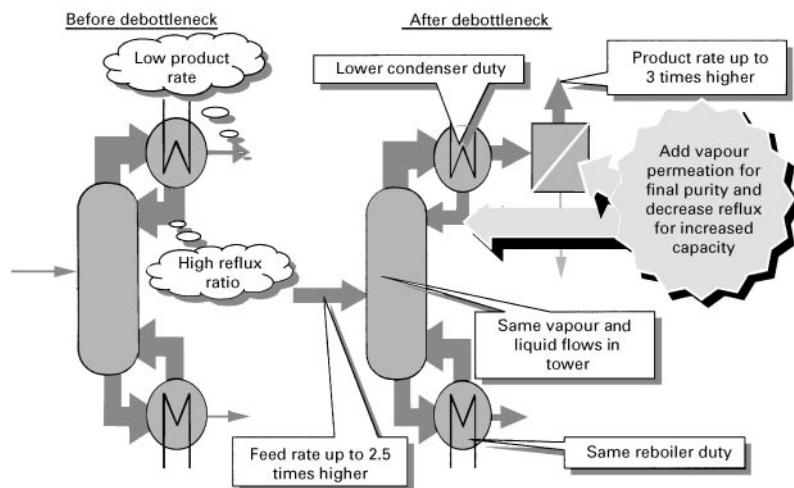 Before debottleneck
After debottleneck
Low product
rate
Lower condenser duty
Product rate up to
3 times higher
Add vapour
permeation for
final purity and
decrease reflux
for increased
capacity
High reflux
ratio
Same vapour and
liquid flows in
tower
Feed rate up to 2.5
times higher
Same reboiler duty